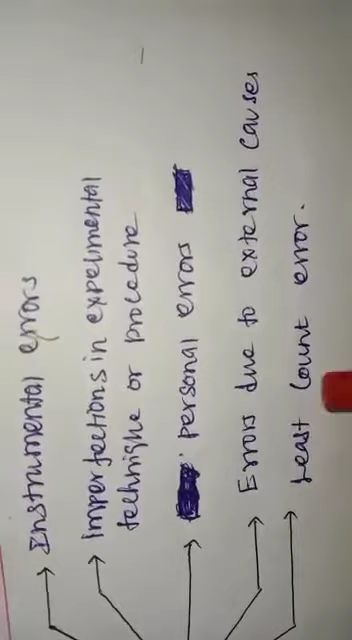 Instrumental errors
imperfections in experimental
technique or procedure
personal errors
Errors due to external causes
Least Count error.